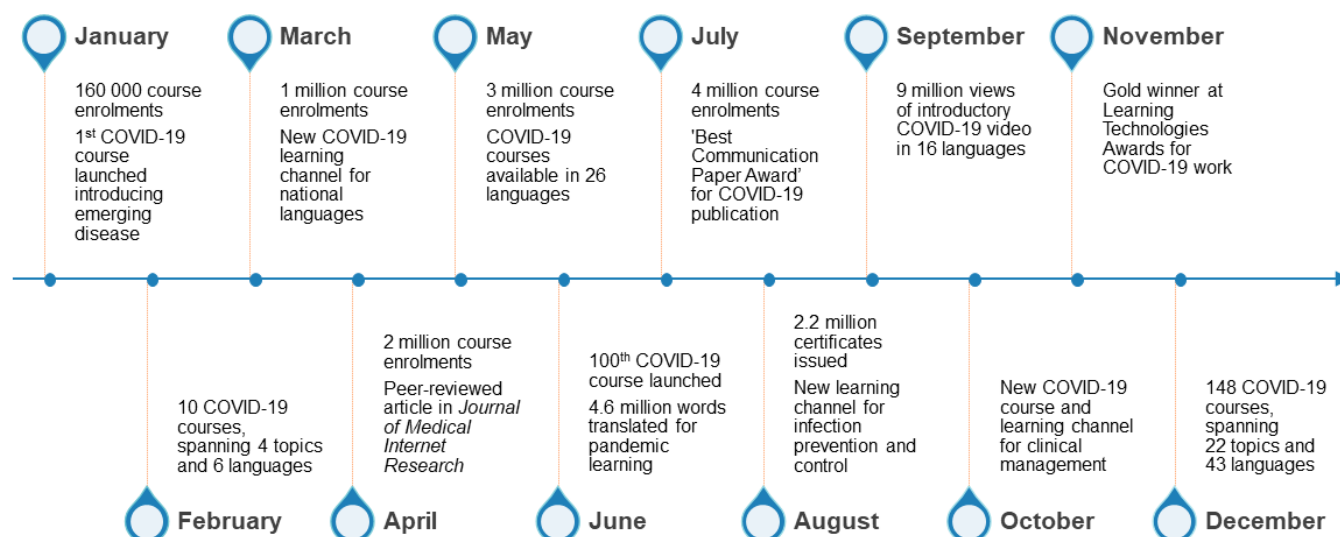 January
160 000 course
enrolments
1st COVID-19
course
launched
introducing
emerging
disease
February
10 COVID-19
courses,
spanning 4 topics
and 6 languages
March
1 million course
enrolments
New COVID-19
learning
channel for
national
languages
April
2 million course
enrolments
Peer-reviewed
article in Journal
of Medical
Internet
Research
May
3 million course
enrolments
COVID-19
courses
available in 26
languages
June
100th COVID-19
course launched
4.6 million words
translated for
pandemic
learning
July
4 million course
enrolments
'Best
Communication
Paper Award’
for COVID-19
publication
August
2.2 million
certificates
issued
New learning
channel for
infection
prevention and
control
September
9 million views
of introductory
COVID-19 video
in 16 languages
October
New COVID-19
course and
learning channel
for clinical
management
November
Gold winner at
Learning
Technologies
Awards for
COVID-19 work
December
148 COVID-19
courses,
spanning
22 topics and
43 languages